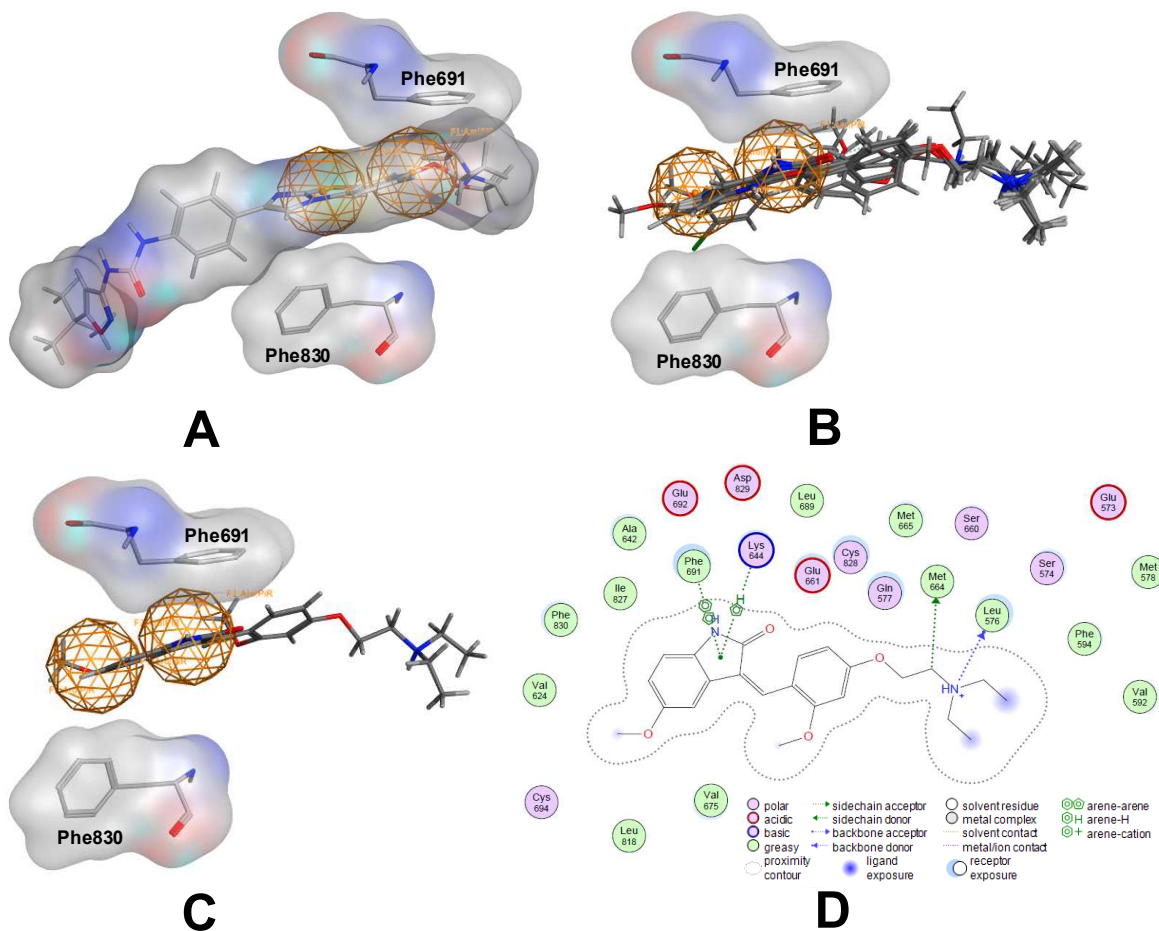 Phe691
F1:Aro|PiR
Phe830
A
Phe691
Phe830
B
Phe691
Phe830
C
Glu
692
Asp
829
Leu
689
Met
665
Ser
660
Glu
573
Ala
642
Phe
691
Lys
644
Glu
661
Cys
828
Gln
577
Met
664
Ser
574
Met
578
Ile
827
Phe
830
Leu
576
Phe
594
Val
624
Val
592
Cys
694
Val
675
Leu
818
H
H
N
O
O
HN
+
O
O
polar
acidic
basic
greasy
proximity
contour
sidechain acceptor
sidechain donor
backbone acceptor
backbone donor
ligand
exposure
solvent residue
metal complex
solvent contact
metal/ion contact
receptor
exposure
arene-arene
H arene-H
+ arene-cation
D